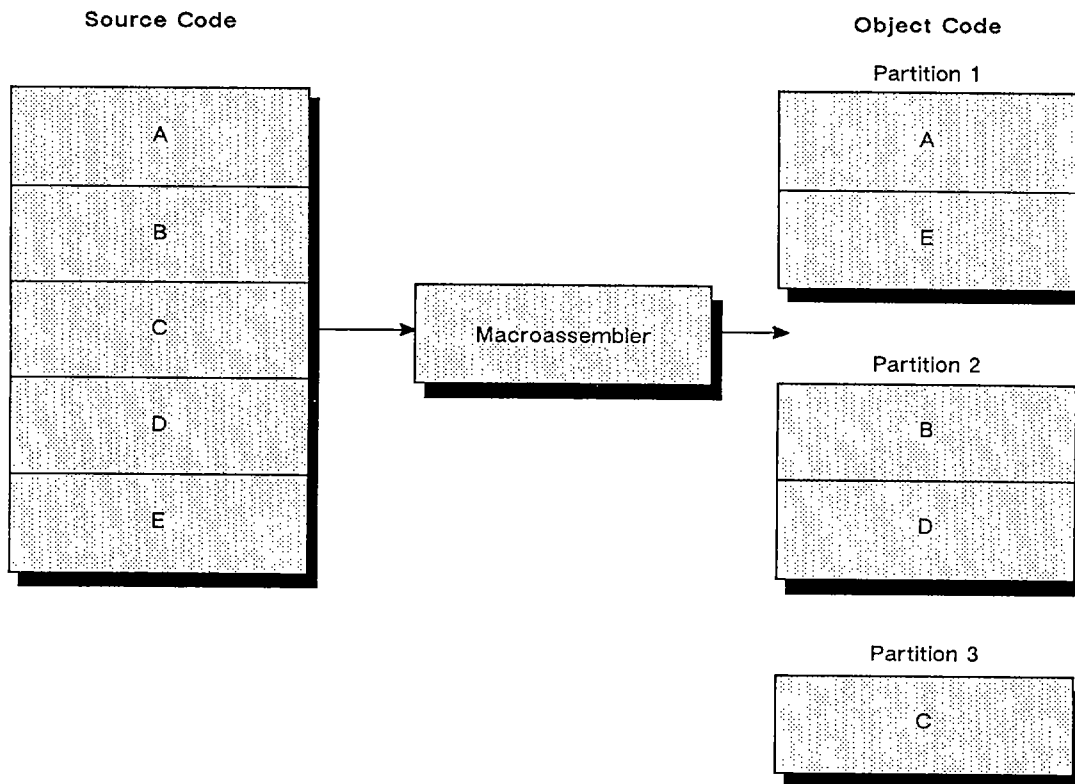 Source Code
A
B
C
D
E
Macroassembler
Object Code
Partition 1
A
E
Partition 2
B
D
Partition 3
C